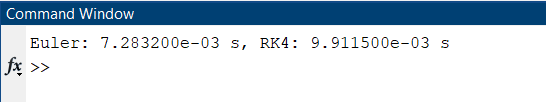 Command Window
Euler: 7.283200e-03 s, RK4: 9.911500e-03 s
fx >>